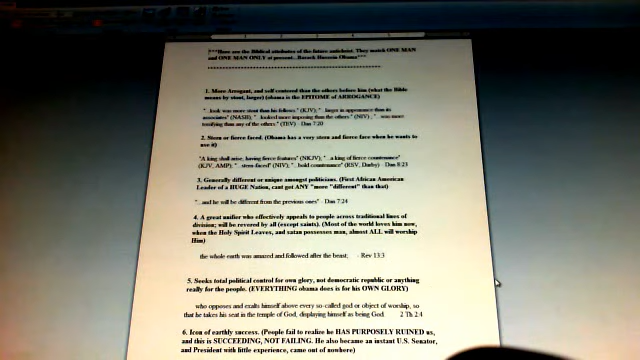 ***Here are the Biblical attributes of the future antichrist. They match ONE MAN
and ONE MAN ONLY at present...Barack Hussein Obama***
1. More Arrogant, and self centered than the others before him (what the Bible
means by stout, larger) (obama is the EPITOME of ARROGANCE)
"...look was more stout than his fellows." (KJV); "...larger in appearance than its
associates" (NASB); "...looked more imposing than the others" (NIV); "...was more
terrifying than any of the others." (TEV) - Dan 7:20
2. Stern or fierce faced. (Obama has a very stern and fierce face when he wants to
use it)
"A king shall arise, having fierce features" (NKJV); "...a king of fierce countenance"
(KJV, AMP); "...stern-faced" (NIV); "...bold countenance" (RSV, Darby) - Dan 8:23
3. Generally different or unique amongst politicians. (First African American
Leader of a HUGE Nation, cant got ANY "more "different" than that)
"...and he will be different from the previous ones" - Dan 7:24
4. A great unifier who effectively appeals to people across traditional lines of
division; will be revered by all (except saints). (Most of the world loves him now,
when the Holy Spirit Leaves, and satan possesses man, almost ALL will worship
Him)
the whole earth was amazed and followed after the beast; - Rev 13:3
5. Seeks total political control for own glory, not democratic republic or anything
really for the people. (EVERYTHING obama does is for his OWN GLORY)
who opposes and exalts himself above every so-called god or object of worship, so
that he takes his seat in the temple of God, displaying himself as being God. 2 Th 2:4
6. Icon of earthly success. (People fail to realize he HAS PURPOSELY RUINED us,
and this is SUCCEEDING, NOT FAILING. He also became an instant U.S. Senator,
and President with little experience, came out of nowhere)